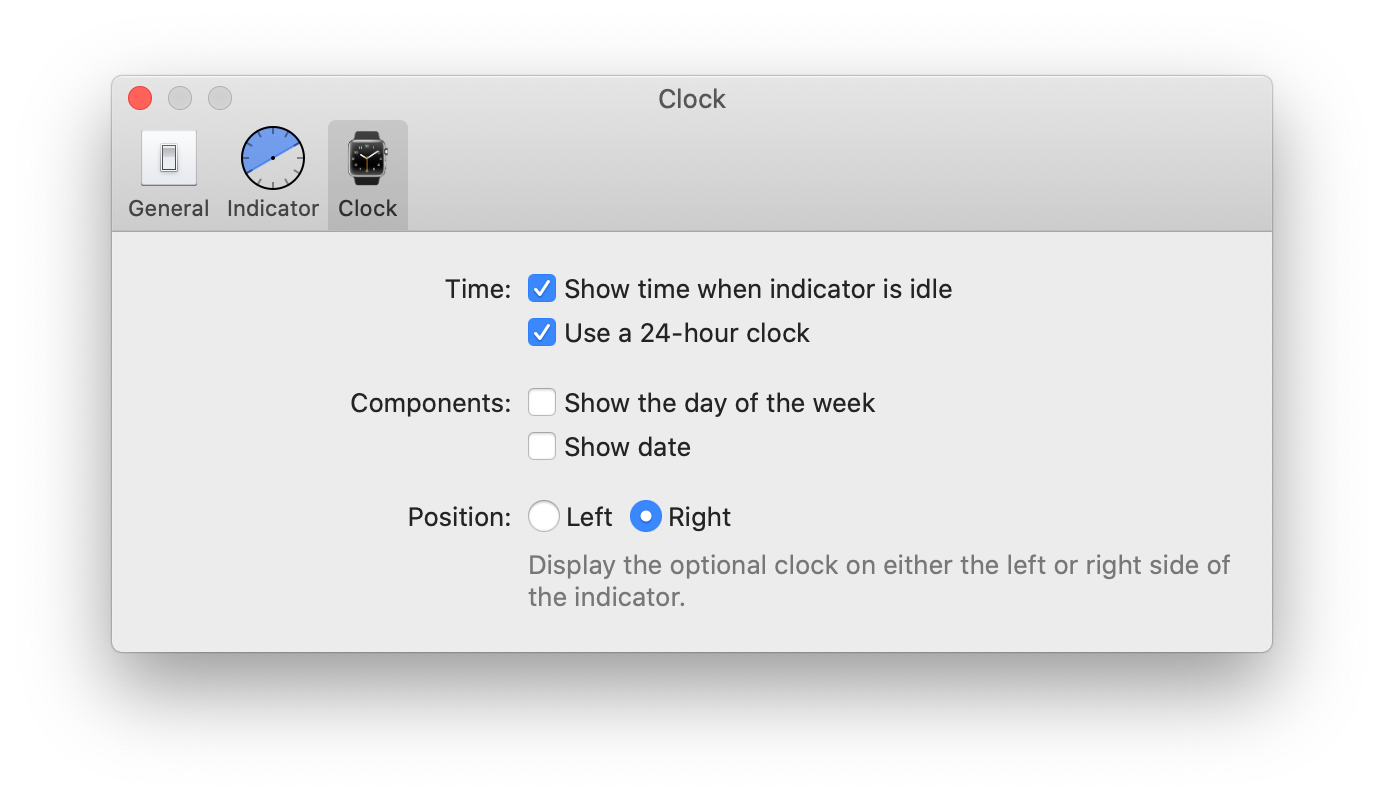 Clock
General Indicator Clock
Time: Show time when indicator is idle
Use a 24-hour clock
Components: Show the day of the week
Show date
Position: Left Right
Display the optional clock on either the left or right side of
the indicator.